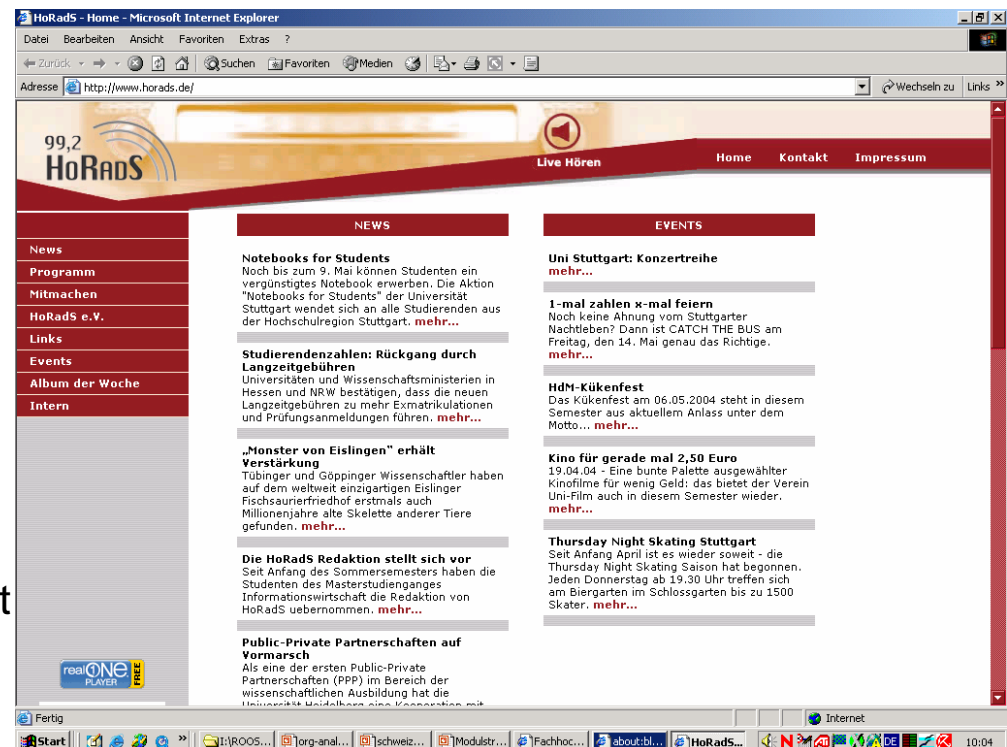 HoRadS - Home - Microsoft Internet Explorer
Datei Bearbeiten Ansicht Favoriten Extras ?
Zurück Suchen Favoriten Medien
Adresse http://www.horads.de/ Wechseln zu Links »
99,2
HoRadS
Live Hören
Home Kontakt Impressum
News
Programm
Mitmachen
HoRadS e.V.
Links
Events
Album der Woche
Intern
t
realONE
PLAYER
FREE
NEWS
Notebooks for Students
Noch bis zum 9. Mai können Studenten ein
vergünstigtes Notebook erwerben. Die Aktion
"Notebooks for Students" der Universität
Stuttgart wendet sich an alle Studierenden aus
der Hochschulregion Stuttgart. mehr...
Studierendenzahlen: Rückgang durch
Langzeitgebühren
Universitäten und Wissenschaftsministerien in
Hessen und NRW bestätigen, dass die neuen
Langzeitgebühren zu mehr Exmatrikulationen
und Prüfungsanmeldungen führen. mehr...
„Monster von Eislingen" erhält
Verstärkung
Tübinger und Göppinger Wissenschaftler haben
auf dem weltweit einzigartigen Eislinger
Fischsaurierfriedhof erstmals auch
Millionenjahre alte Skelette anderer Tiere
gefunden. mehr...
Die HoRadS Redaktion stellt sich vor
Seit Anfang des Sommersemesters haben die
Studenten des Masterstudienganges
Informationswirtschaft die Redaktion von
HoRadS uebernommen. mehr...
Public-Private Partnerschaften auf
Vormarsch
Als eine der ersten Public-Private
Partnerschaften (PPP) im Bereich der
wissenschaftlichen Ausbildung hat die
Universität Heidelberg eine Kooperation mit
EVENTS
Uni Stuttgart: Konzertreihe
mehr...
1-mal zahlen x-mal feiern
Noch keine Ahnung vom Stuttgarter
Nachtleben? Dann ist CATCH THE BUS am
Freitag, den 14. Mai genau das Richtige.
mehr...
HdM-Kükenfest
Das Kükenfest am 06.05.2004 steht in diesem
Semester aus aktuellem Anlass unter dem
Motto... mehr...
Kino für gerade mal 2,50 Euro
19.04.04 - Eine bunte Palette ausgewählter
Kinofilme für wenig Geld: das bietet der Verein
Uni-Film auch in diesem Semester wieder.
mehr...
Thursday Night Skating Stuttgart
Seit Anfang April ist es wieder soweit - die
Thursday Night Skating Saison hat begonnen.
Jeden Donnerstag ab 19.30 Uhr treffen sich
am Biergarten im Schlossgarten bis zu 1500
Skater. mehr...
Fertig Internet
Start » I:\ROOS... ]org-anal... ]schweiz... ]Modulstr... Fachhoc... about:bl... HoRadS... DE 10:04